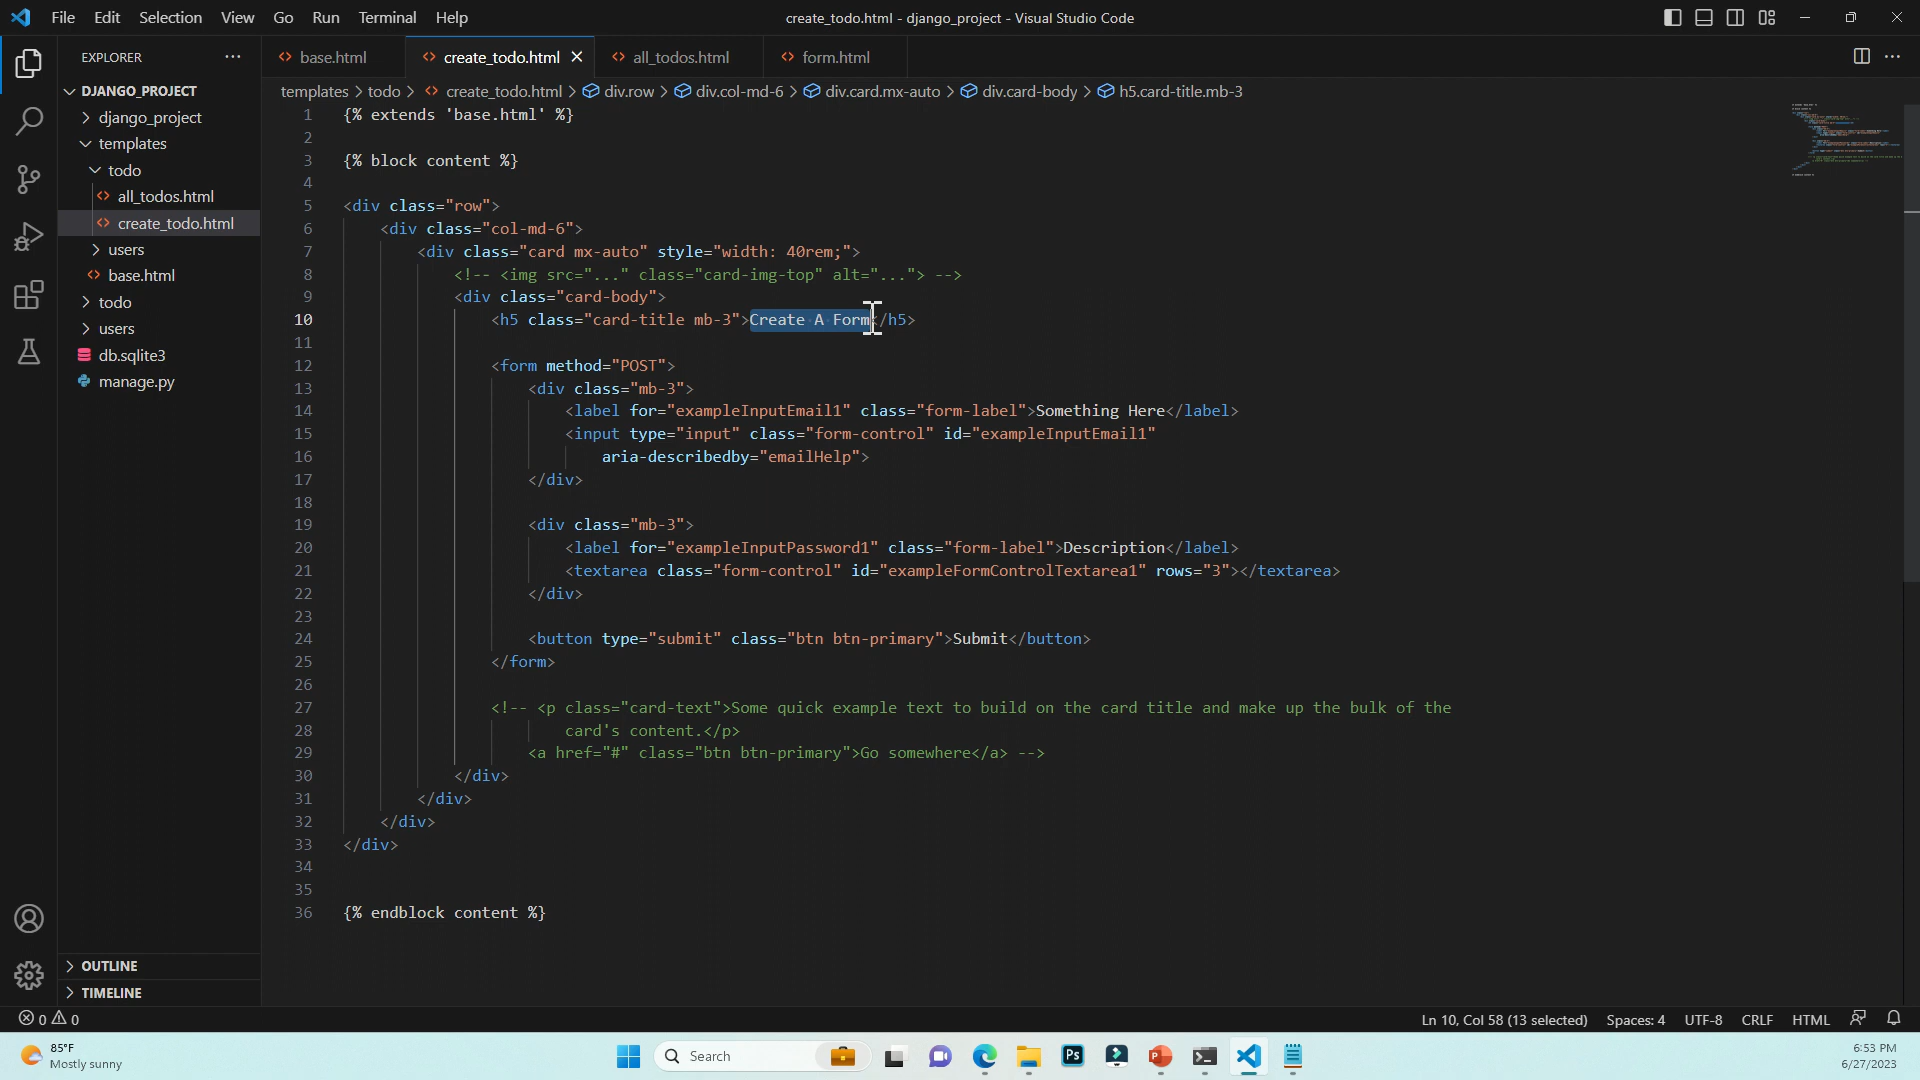 File Edit Selection View Go Run Terminal Help
create_todo.html - django_project - Visual Studio Code
EXPLORER
DJANGO_PROJECT
django_project
templates
todo
all_todos.html
create_todo.html
users
base.html
todo
users
db.sqlite3
manage.py
OUTLINE
TIMELINE
base.html create_todo.html all_todos.html form.html
templates > todo > create_todo.html > div.row > div.col-md-6 > div.card.mx-auto > div.card-body > h5.card-title.mb-3
1 {% extends 'base.html' %}
2
3 {% block content %}
4
5 <div class="row">
6 <div class="col-md-6">
7 <div class="card mx-auto" style="width: 40rem;">
8 <!-- <img src="..." class="card-img-top" alt="..."> -->
9 <div class="card-body">
10 <h5 class="card-title mb-3">Create A Form</h5>
11
12 <form method="POST">
13 <div class="mb-3">
14 <label for="exampleInputEmail1" class="form-label">Something Here</label>
15 <input type="input" class="form-control" id="exampleInputEmail1"
16 aria-describedby="emailHelp">
17 </div>
18
19 <div class="mb-3">
20 <label for="exampleInputPassword1" class="form-label">Description</label>
21 <textarea class="form-control" id="exampleFormControlTextarea1" rows="3"></textarea>
22 </div>
23
24 <button type="submit" class="btn btn-primary">Submit</button>
25 </form>
26
27 <!-- <p class="card-text">Some quick example text to build on the card title and make up the bulk of the
28 card's content.</p>
29 <a href="#" class="btn btn-primary">Go somewhere</a> -->
30 </div>
31 </div>
32 </div>
33 </div>
34
35
36 {% endblock content %}
0 0
Ln 10, Col 58 (13 selected) Spaces: 4 UTF-8 CRLF HTML
85°F
Mostly sunny
Search
Ps
6:53 PM
6/27/2023